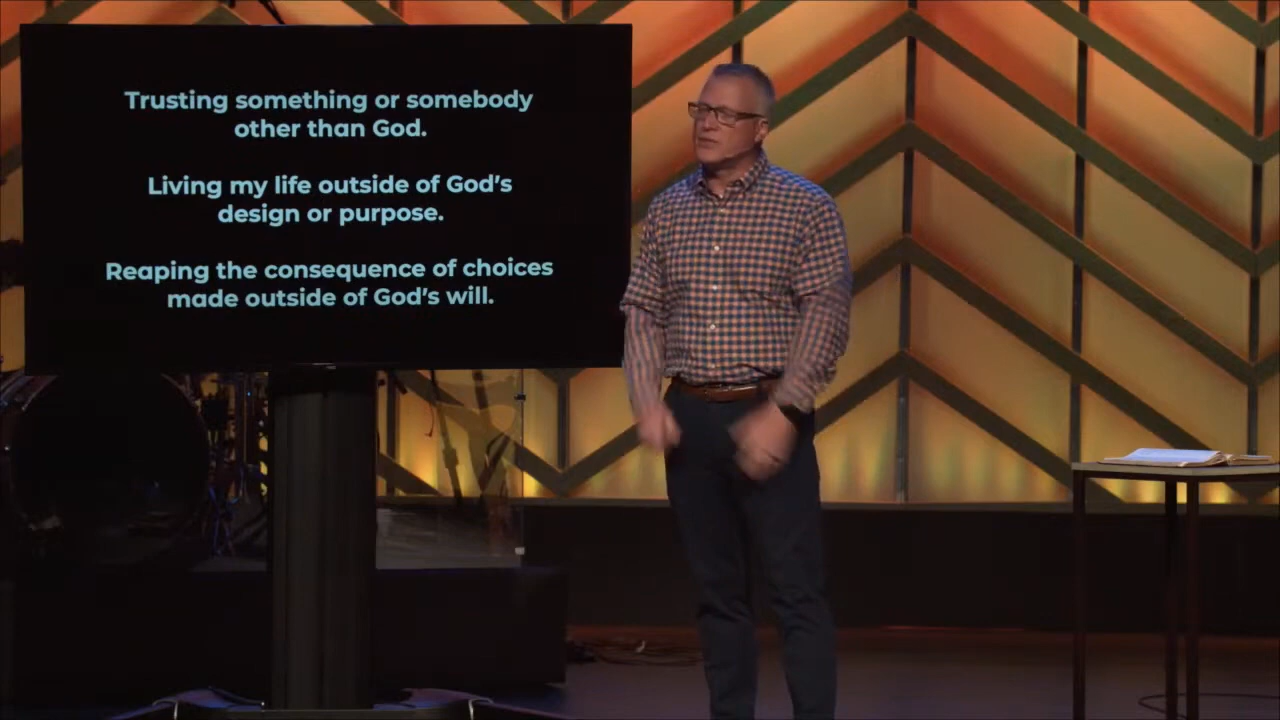 Trusting something or somebody
other than God.
Living my life outside of God's
design or purpose.
Reaping the consequence of choices
made outside of God's will.